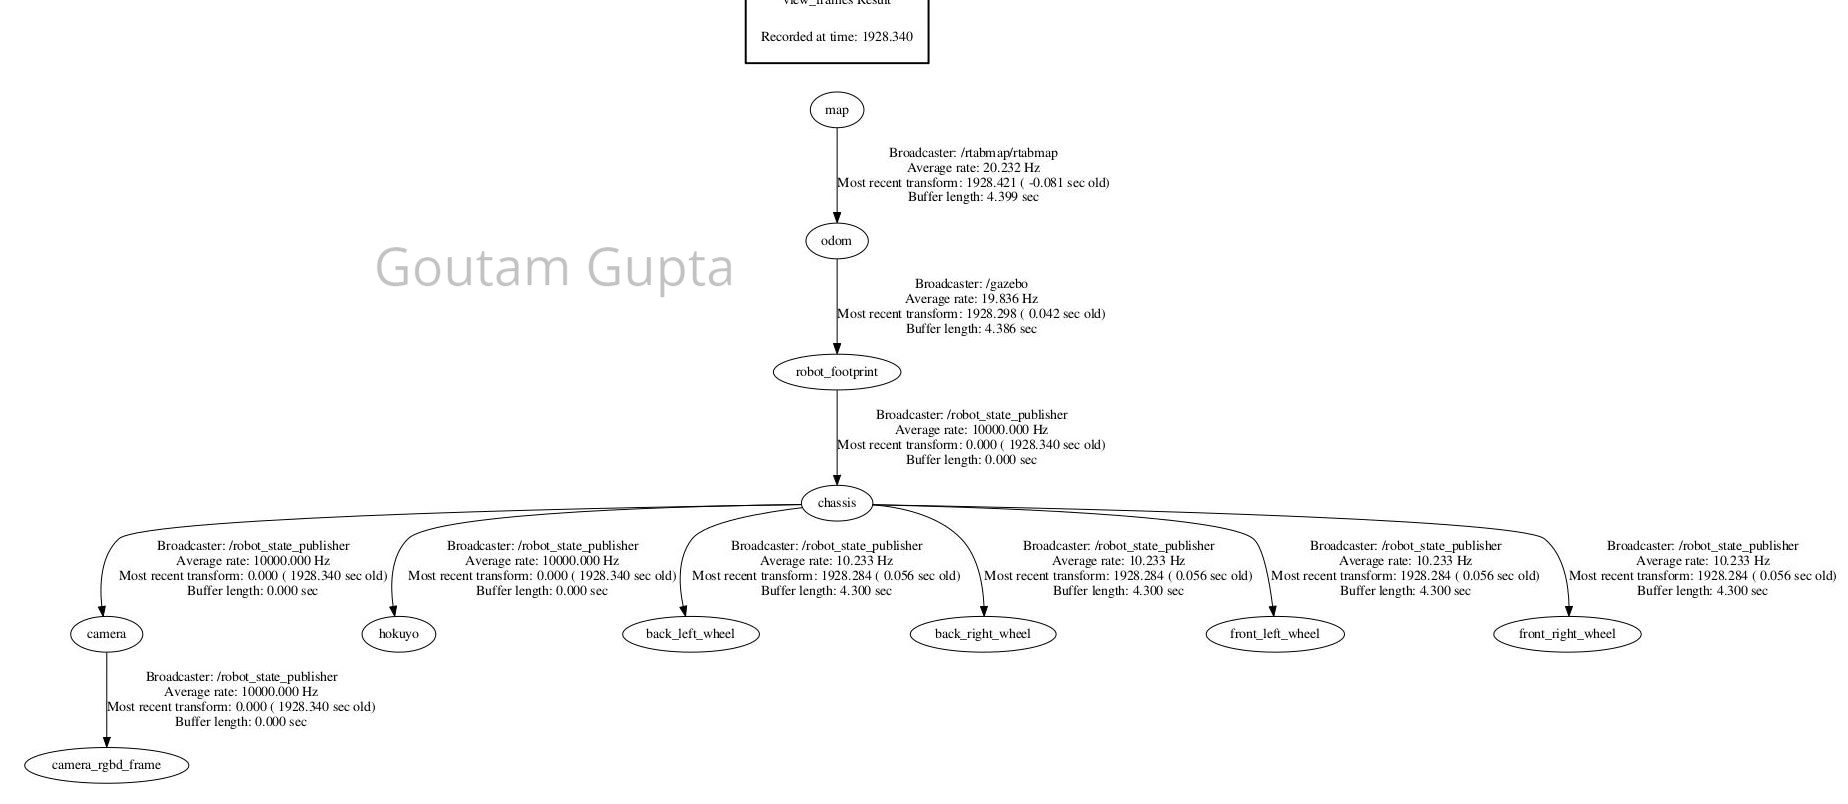 view_frames Result
Recorded at time: 1928.340
map
Broadcaster: /rtabmap/rtabmap
Average rate: 20.232 Hz
Most recent transform: 1928.421 ( -0.081 sec old)
Buffer length: 4.399 sec
odom
Goutam Gupta
Broadcaster: /gazebo
Average rate: 19.836 Hz
Most recent transform: 1928.298 ( 0.042 sec old)
Buffer length: 4.386 sec
robot_footprint
Broadcaster: /robot_state_publisher
Average rate: 10000.000 Hz
Most recent transform: 0.000 ( 1928.340 sec old)
Buffer length: 0.000 sec
chassis
Broadcaster: /robot_state_publisher
Average rate: 10000.000 Hz
Most recent transform: 0.000 ( 1928.340 sec old)
Buffer length: 0.000 sec
Broadcaster: /robot_state_publisher
Average rate: 10000.000 Hz
Most recent transform: 0.000 ( 1928.340 sec old)
Buffer length: 0.000 sec
Broadcaster: /robot_state_publisher
Average rate: 10.233 Hz
Most recent transform: 1928.284 ( 0.056 sec old)
Buffer length: 4.300 sec
Broadcaster: /robot_state_publisher
Average rate: 10.233 Hz
Most recent transform: 1928.284 ( 0.056 sec old)
Buffer length: 4.300 sec
Broadcaster: /robot_state_publisher
Average rate: 10.233 Hz
Most recent transform: 1928.284 ( 0.056 sec old)
Buffer length: 4.300 sec
Broadcaster: /robot_state_publisher
Average rate: 10.233 Hz
Most recent transform: 1928.284 ( 0.056 sec old)
Buffer length: 4.300 sec
camera
hokuyo
back_left_wheel
back_right_wheel
front_left_wheel
front_right_wheel
Broadcaster: /robot_state_publisher
Average rate: 10000.000 Hz
Most recent transform: 0.000 ( 1928.340 sec old)
Buffer length: 0.000 sec
camera_rgbd_frame